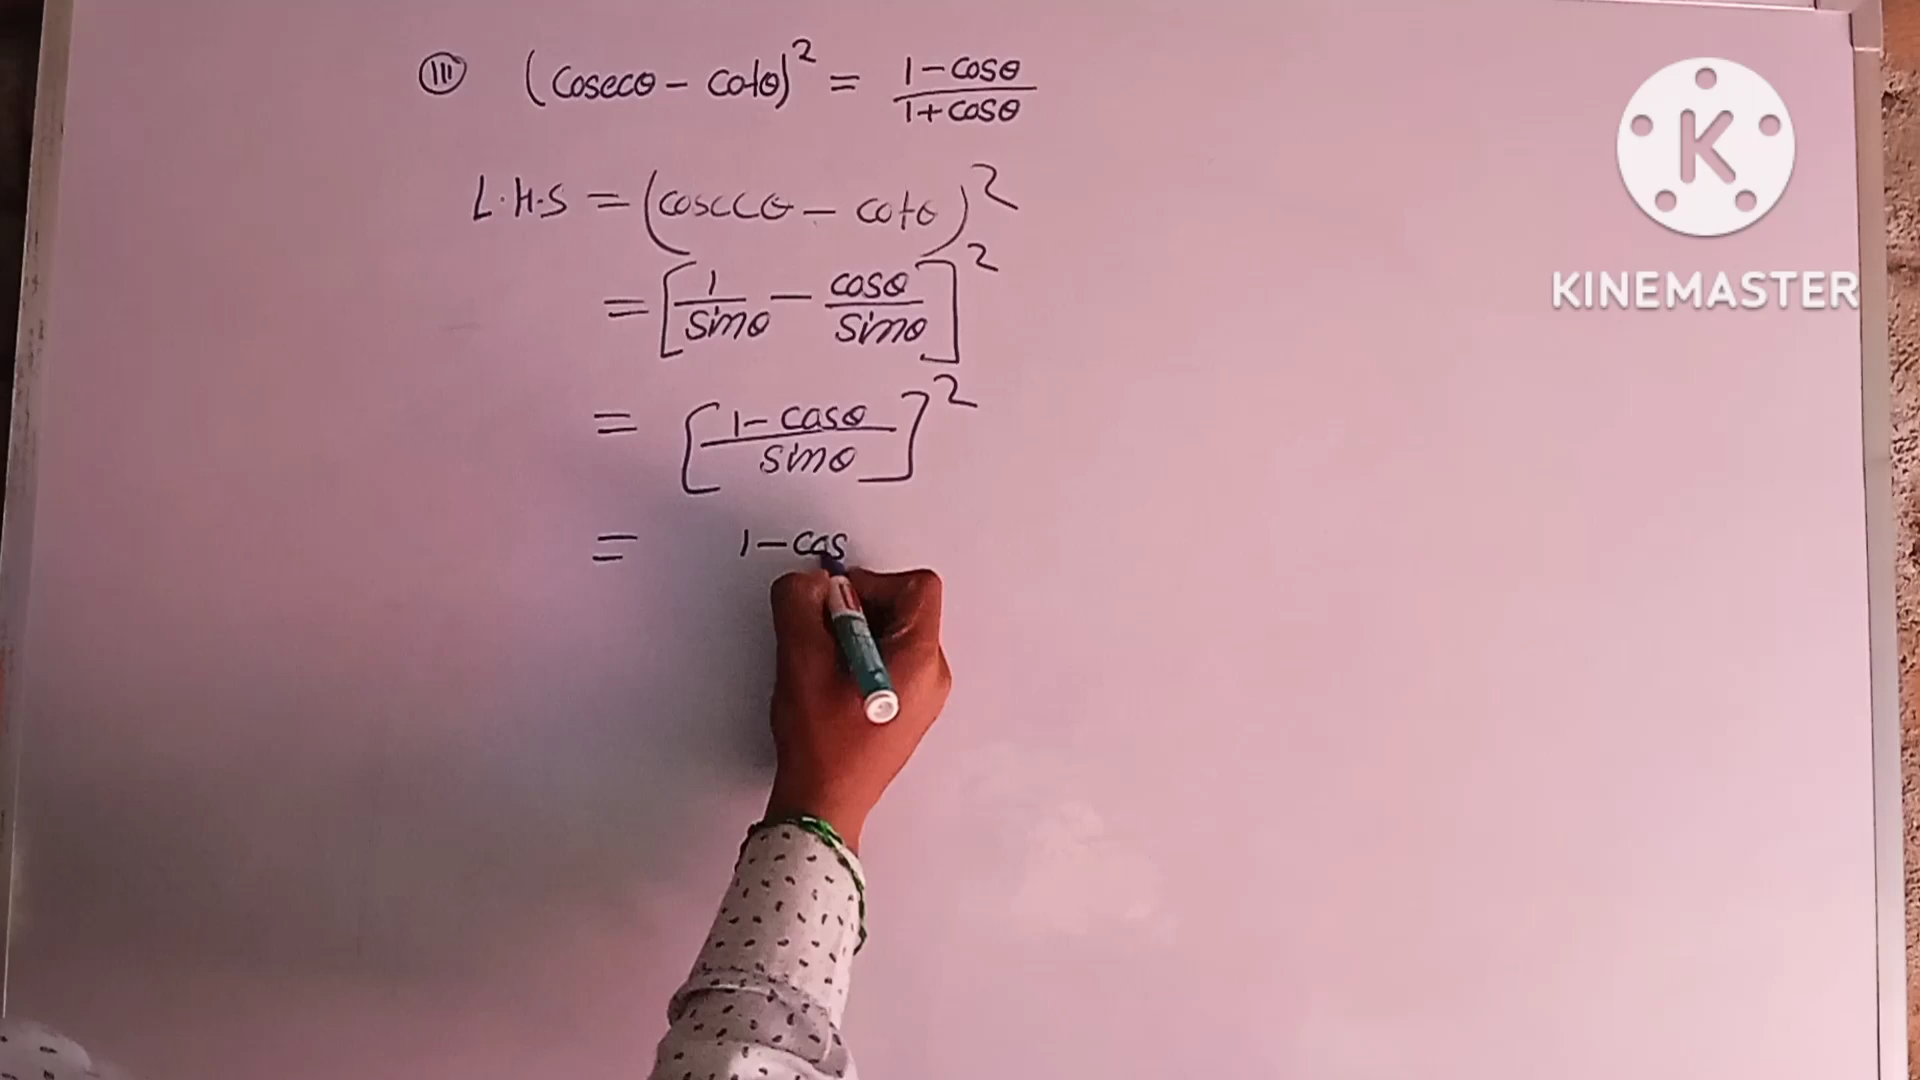 (III) (cosecθ - cotθ)² = (1-cosθ)/(1+cosθ)
L.H.S = (cosecθ - cotθ)²
= [1/sinθ - cosθ/sinθ]²
= [(1-cosθ)/sinθ]²
= 1-cos
K
KINEMASTER